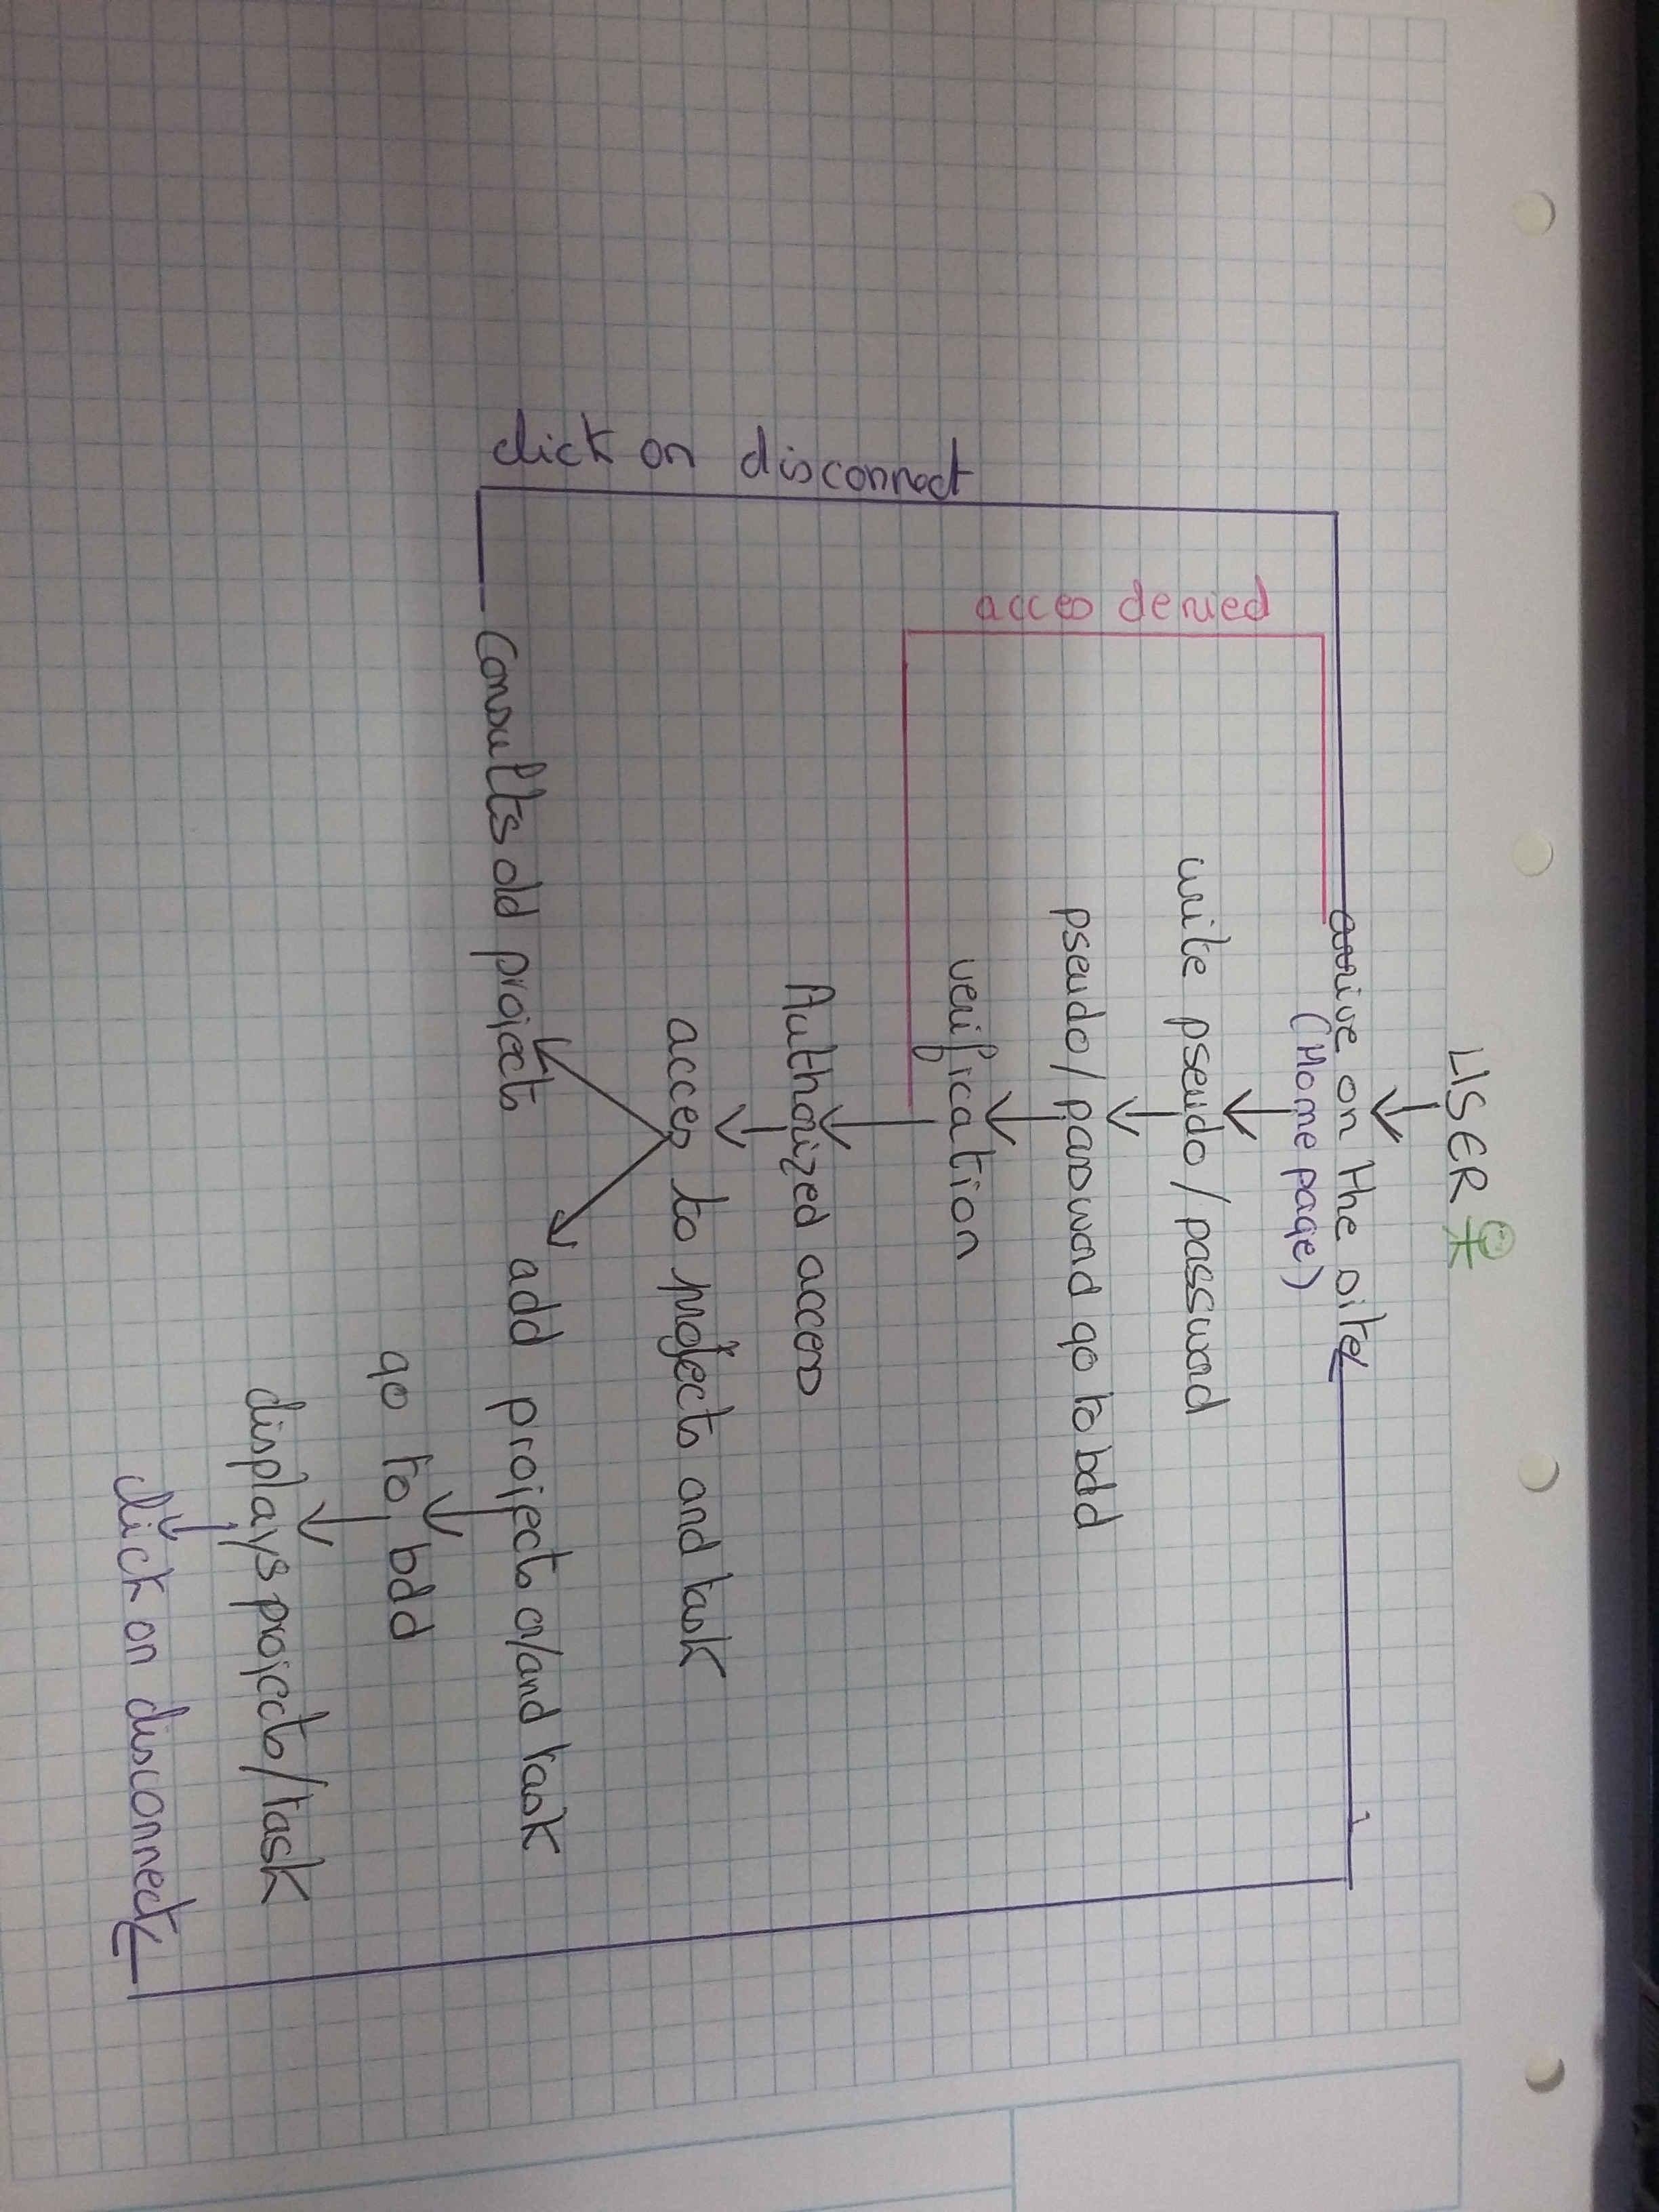 USER
arrive on the site
(Home page)
write pseudo/password
pseudo/password go to bdd
verification
acces denied
Authorized access
acces to projects and task
click on disconnect
Consults old projects
add projects or/and task
go to bdd
displays projects/task
click on disconnect